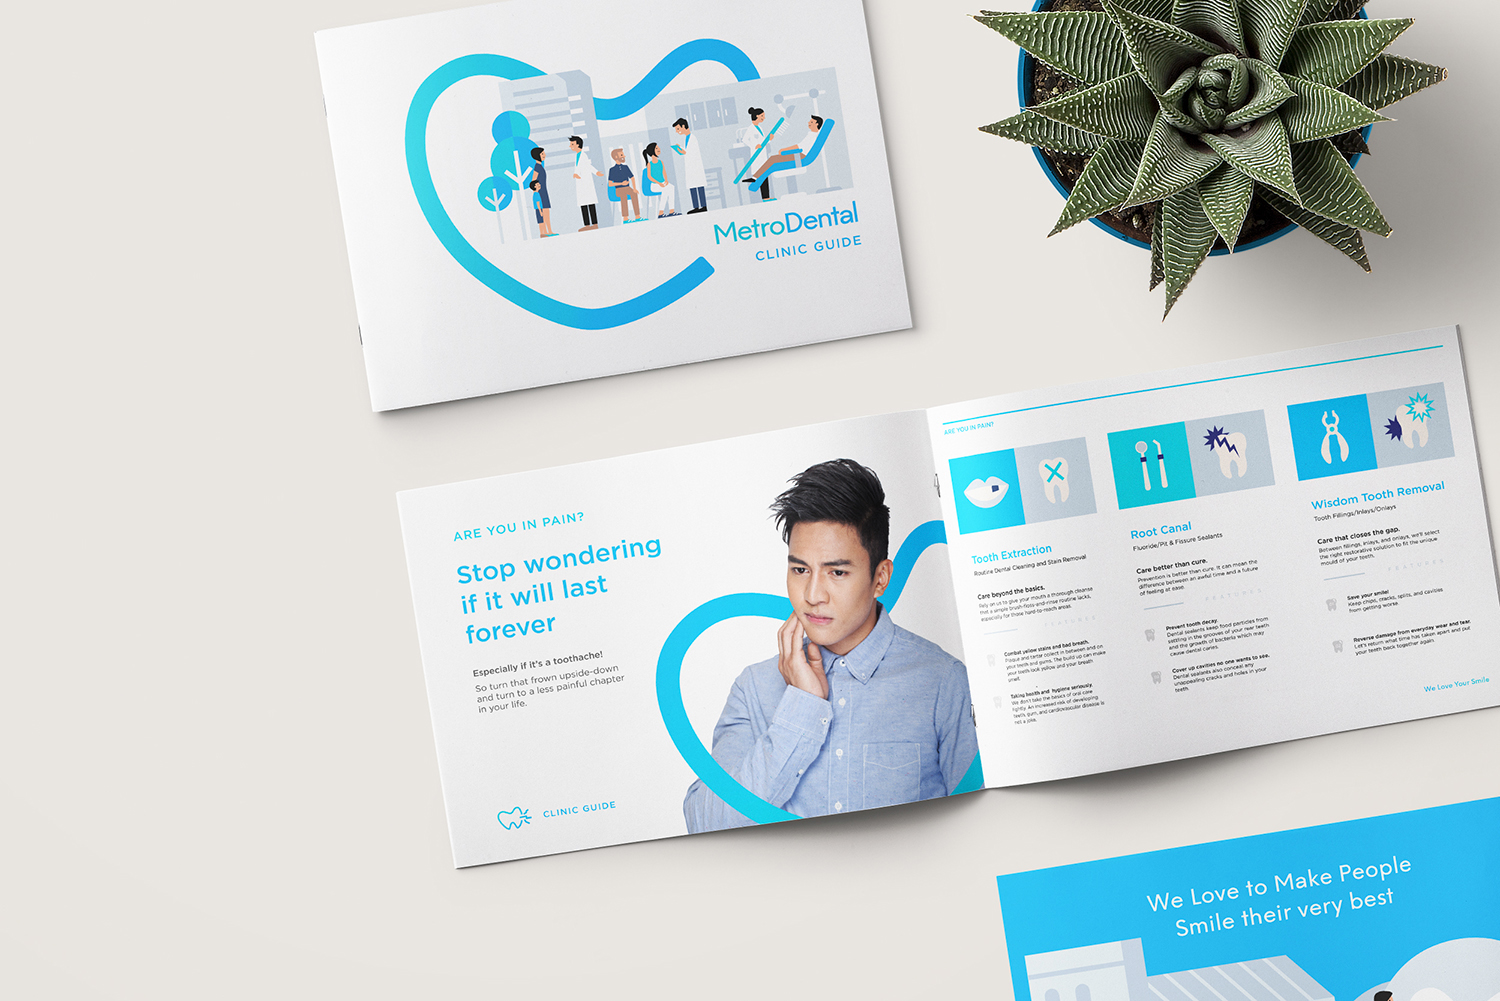 MetroDental
CLINIC GUIDE
ARE YOU IN PAIN?
Stop wondering
if it will last
forever
Especially if it's a toothache!
So turn that frown upside-down
and turn to a less painful chapter
in your life.
CLINIC GUIDE
ARE YOU IN PAIN?
Tooth Extraction
Routine Dental Cleaning and Stain Removal
Care beyond the basics.
Rely on us to give your mouth a thorough cleanse
that a simple brush-floss-and-rinse routine lacks,
especially for those hard-to-reach areas.
FEATURES
Combat yellow stains and bad breath.
Plaque and tartar collect in between and on
your teeth and gums. The build up can make
your teeth look yellow and your breath
smell.
Taking health and hygiene seriously.
We don't take the basics of oral care
lightly. An increased risk of developing
teeth, gum, and cardiovascular disease is
not a joke.
Root Canal
Fluoride/Pit & Fissure Sealants
Care better than cure.
Prevention is better than cure. It can mean the
difference between an awful time and a future
of feeling at ease.
FEATURES
Prevent tooth decay.
Dental sealants keep food particles from
settling in the grooves of your rear teeth
and the growth of bacteria which may
cause dental caries.
Cover up cavities no one wants to see.
Dental sealants also conceal any
unappealing cracks and holes in your
teeth.
Wisdom Tooth Removal
Tooth Fillings/Inlays/Onlays
Care that closes the gap.
Between fillings, inlays, and onlays, we'll select
the right restorative solution to fit the unique
mould of your teeth.
FEATURES
Save your smile!
Keep chips, cracks, splits, and cavities
from getting worse.
Reverse damage from everyday wear and tear.
Let's return what time has taken apart and put
your teeth back together again.
We Love Your Smile
We Love to Make People
Smile their very best